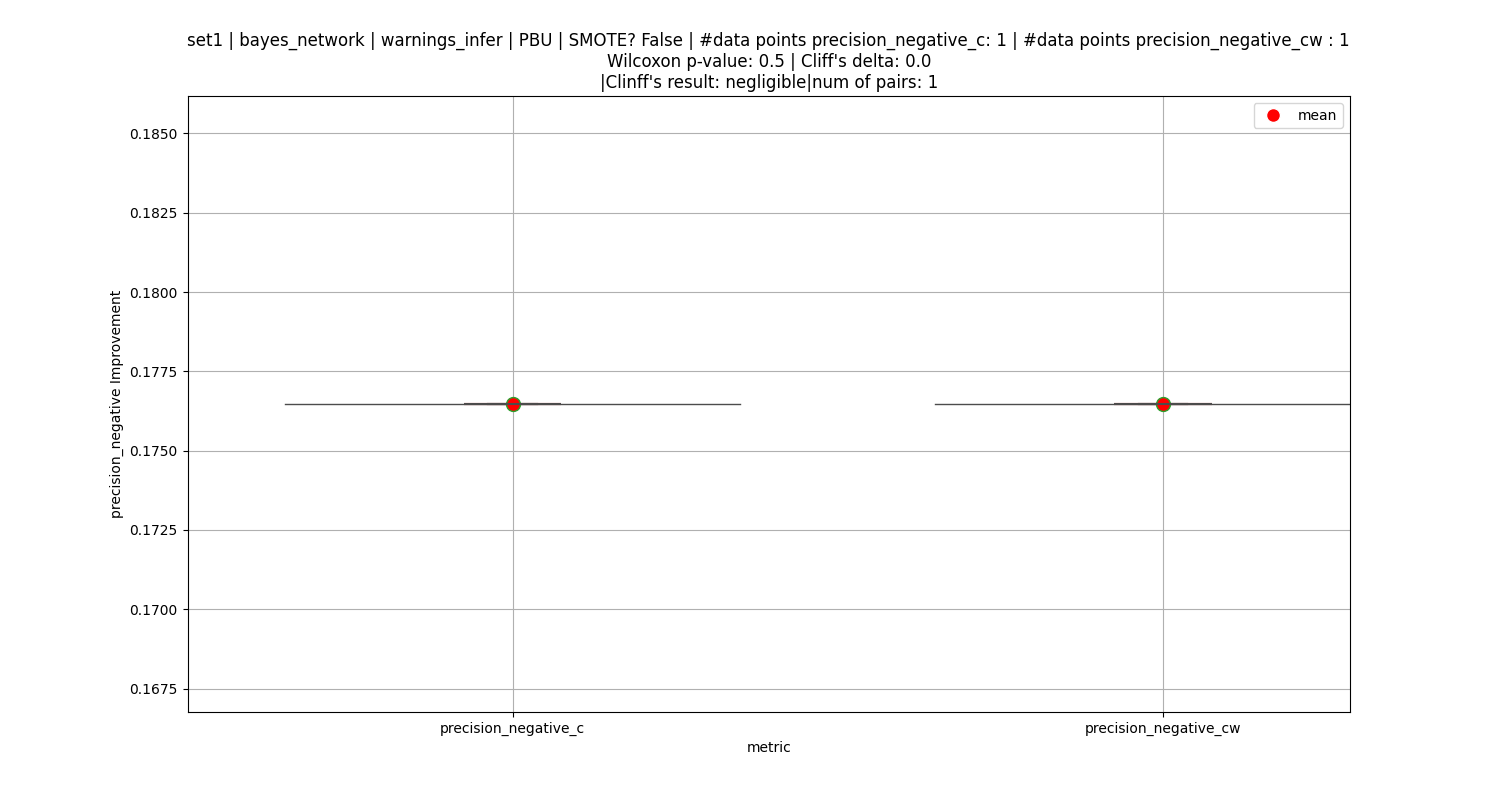 set1 | bayes_network | warnings_infer | PBU | SMOTE? False | #data points precision_negative_c: 1 | #data points precision_negative_cw : 1
Wilcoxon p-value: 0.5 | Cliff's delta: 0.0
|Clinff's result: negligible|num of pairs: 1
mean
0.1850
0.1825
0.1800
0.1775
0.1750
0.1725
0.1700
0.1675
precision_negative Improvement
precision_negative_c
precision_negative_cw
metric